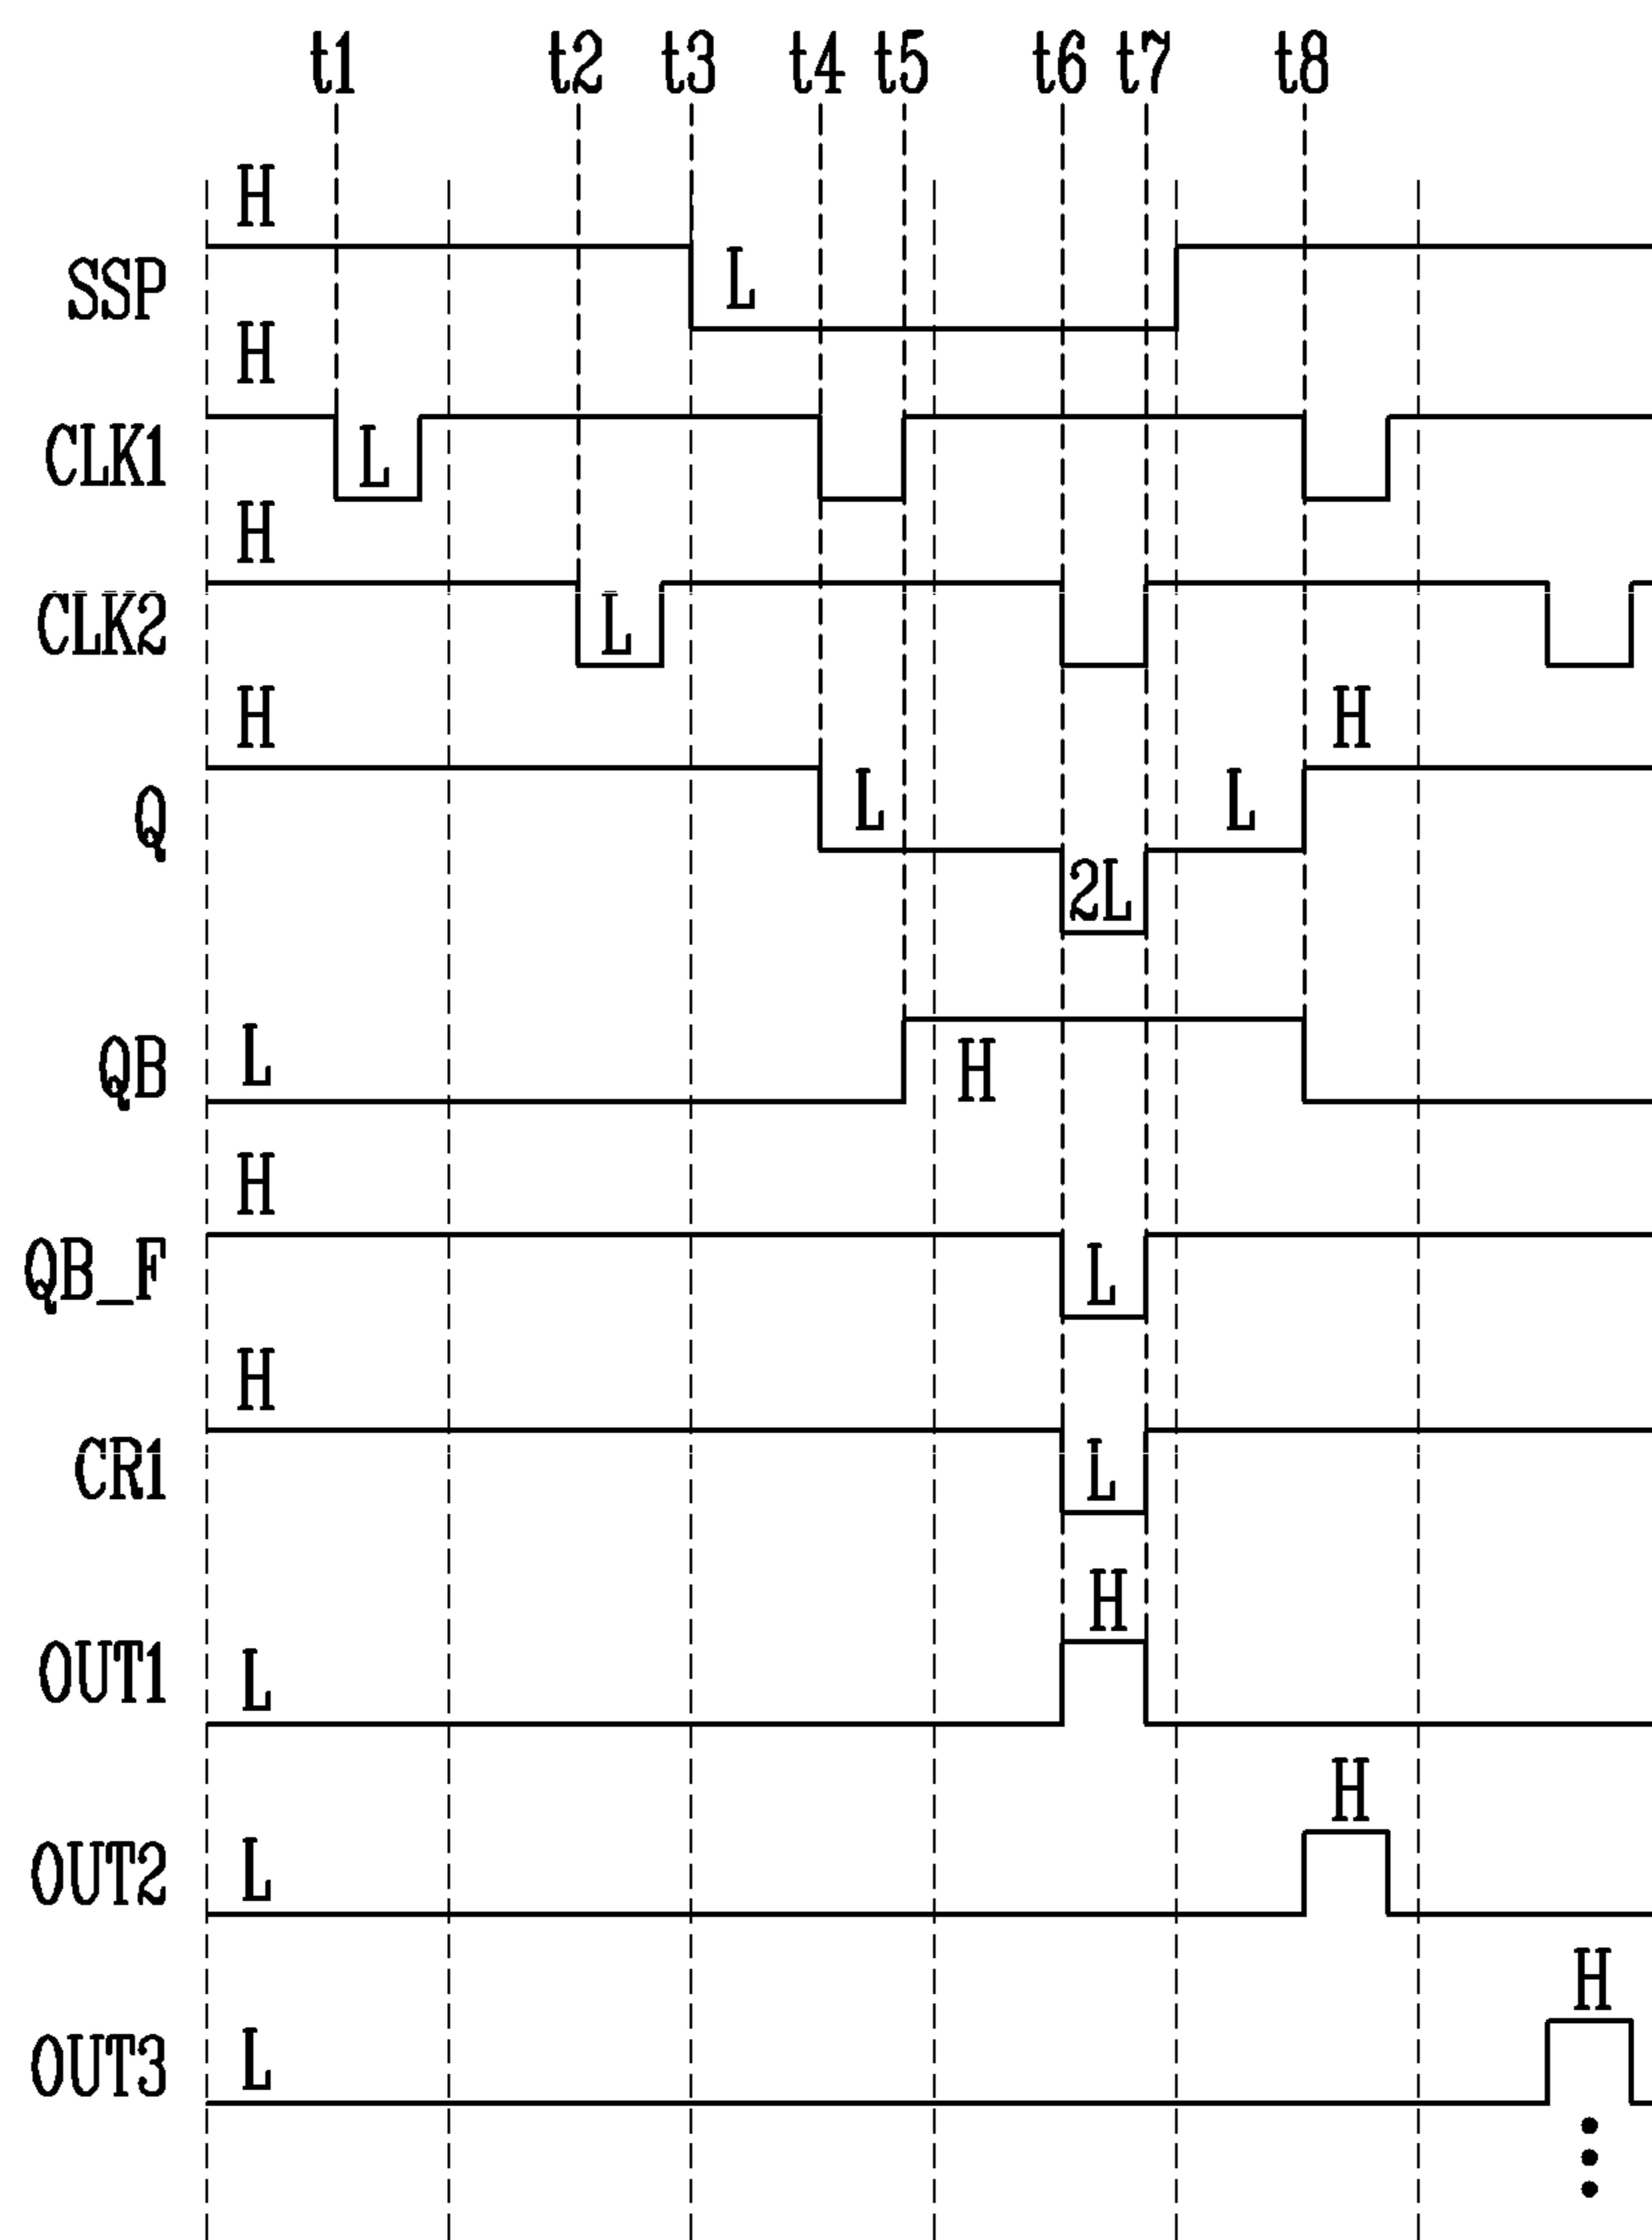 t1 t2 t3 t4 t5 t6 t7 t8
H
SSP L
H
CLK1 L
H
CLK2 L
H H
Q L L
2L
QB L H
H
QB_F L
H
CR1 L
H
OUT1 L
H
OUT2 L
H
OUT3 L